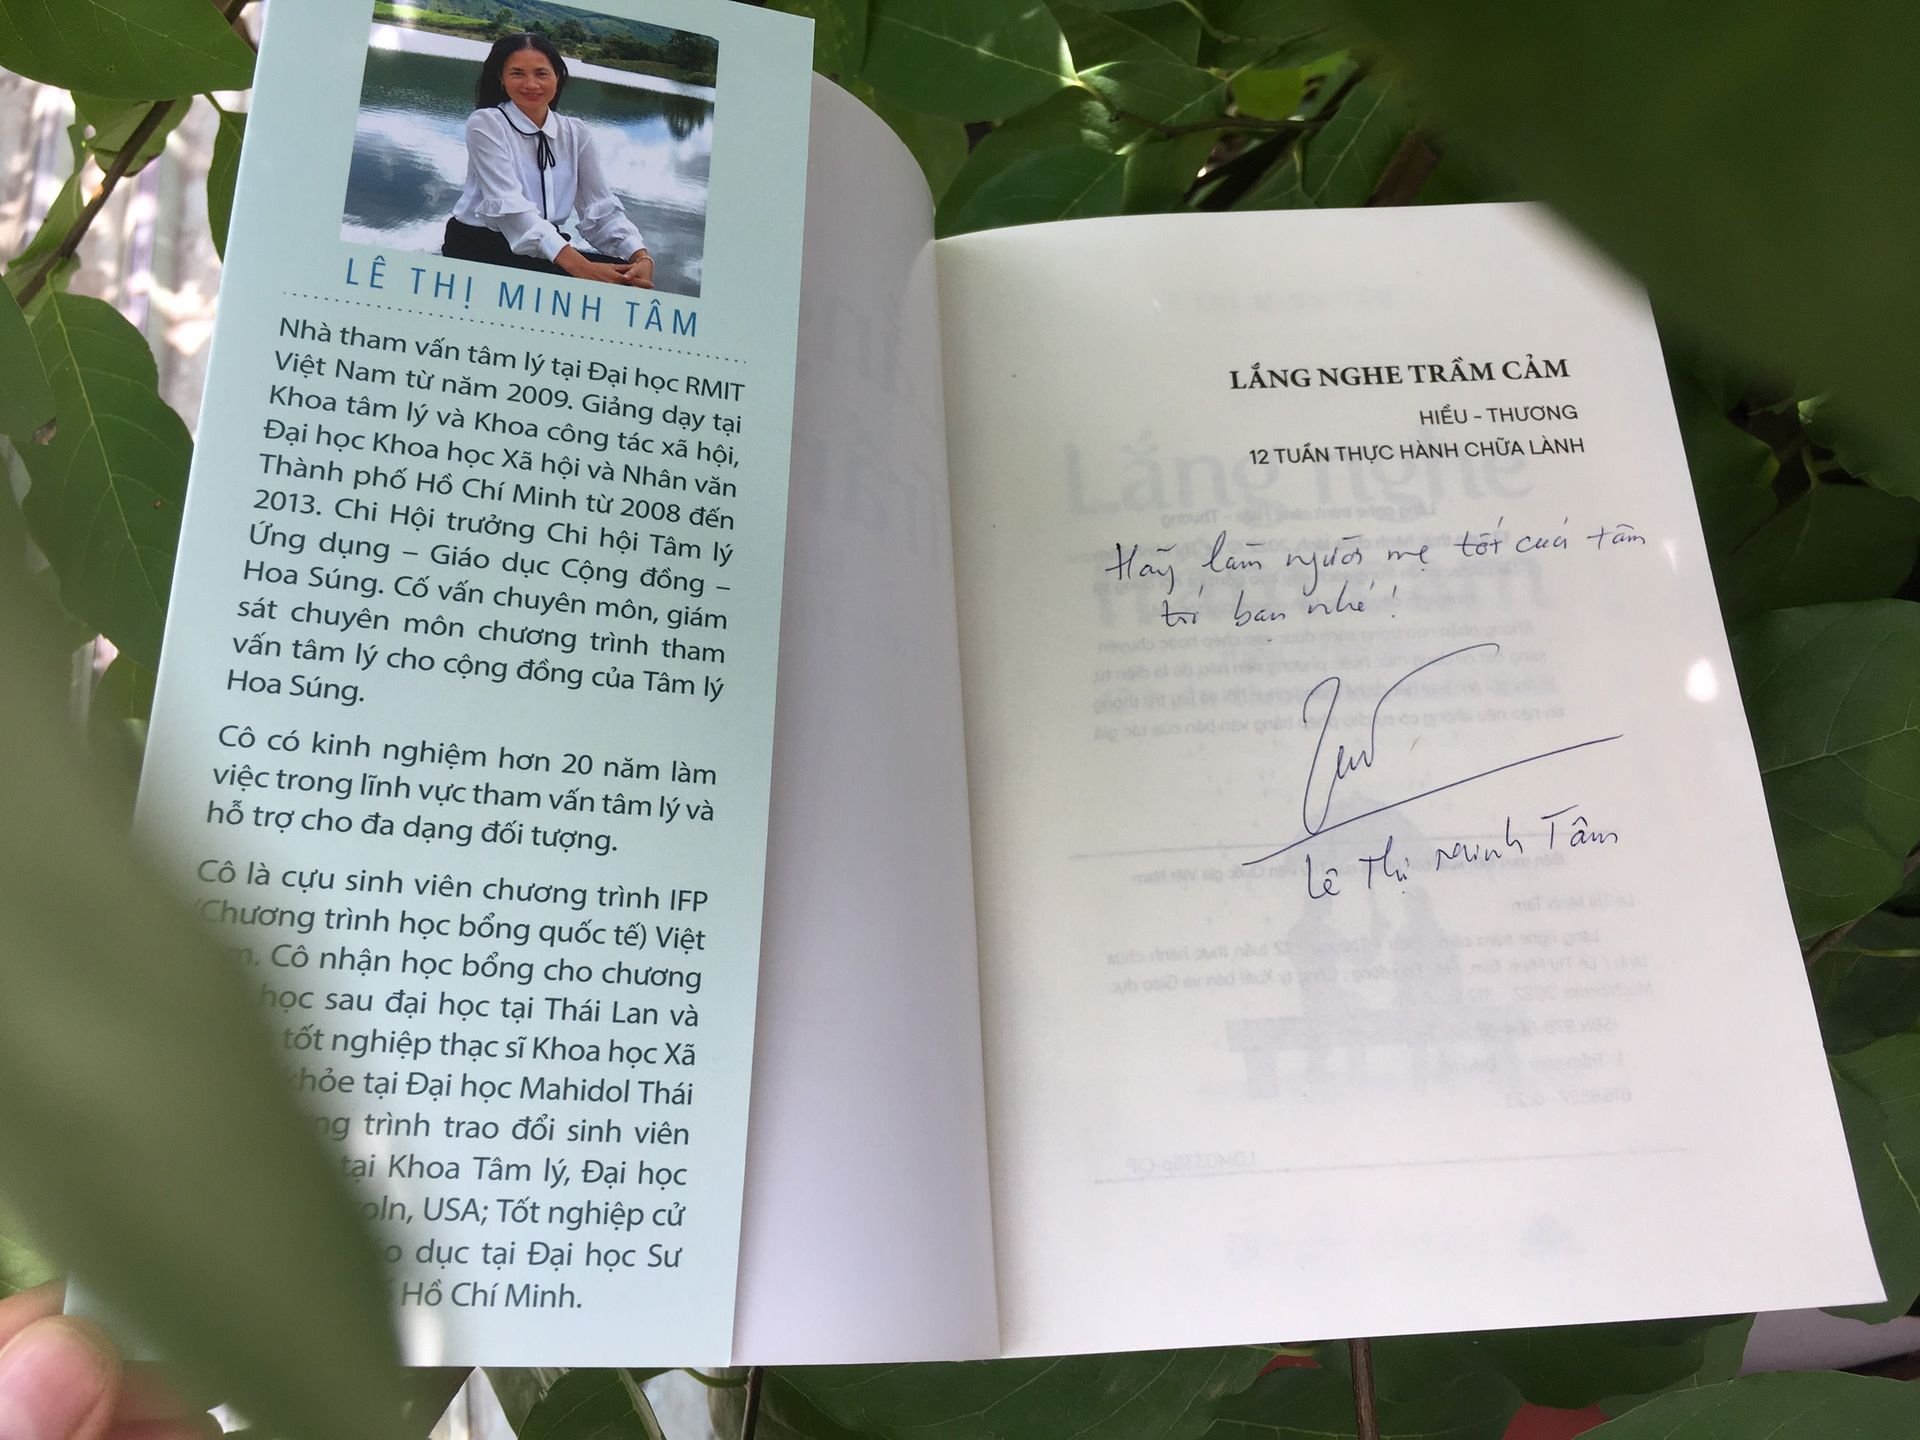 LÊ THỊ MINH TÂM
Nhà tham vấn tâm lý tại Đại học RMIT
Việt Nam từ năm 2009. Giảng dạy tại
Khoa tâm lý và Khoa công tác xã hội,
Đại học Khoa học Xã hội và Nhân văn
Thành phố Hồ Chí Minh từ 2008 đến
2013. Chi Hội trưởng Chi hội Tâm lý
Ứng dụng – Giáo dục Cộng đồng –
Hoa Súng. Cố vấn chuyên môn, giám
sát chuyên môn chương trình tham
vấn tâm lý cho cộng đồng của Tâm lý
Hoa Súng.
Cô có kinh nghiệm hơn 20 năm làm
việc trong lĩnh vực tham vấn tâm lý và
hỗ trợ cho đa dạng đối tượng.
Cô là cựu sinh viên chương trình IFP
(Chương trình học bổng quốc tế) Việt
Cô nhận học bổng cho chương
học sau đại học tại Thái Lan và
tốt nghiệp thạc sĩ Khoa học Xã
khỏe tại Đại học Mahidol Thái
trình trao đổi sinh viên
tại Khoa Tâm lý, Đại học
USA; Tốt nghiệp cử
dục tại Đại học Sư
Hồ Chí Minh.
LẮNG NGHE TRẦM CẢM
HIỂU - THƯƠNG
12 TUẦN THỰC HÀNH CHỮA LÀNH
Hãy làm người mẹ tốt của tâm
trí bạn nhé!
Lê Thị Minh Tâm